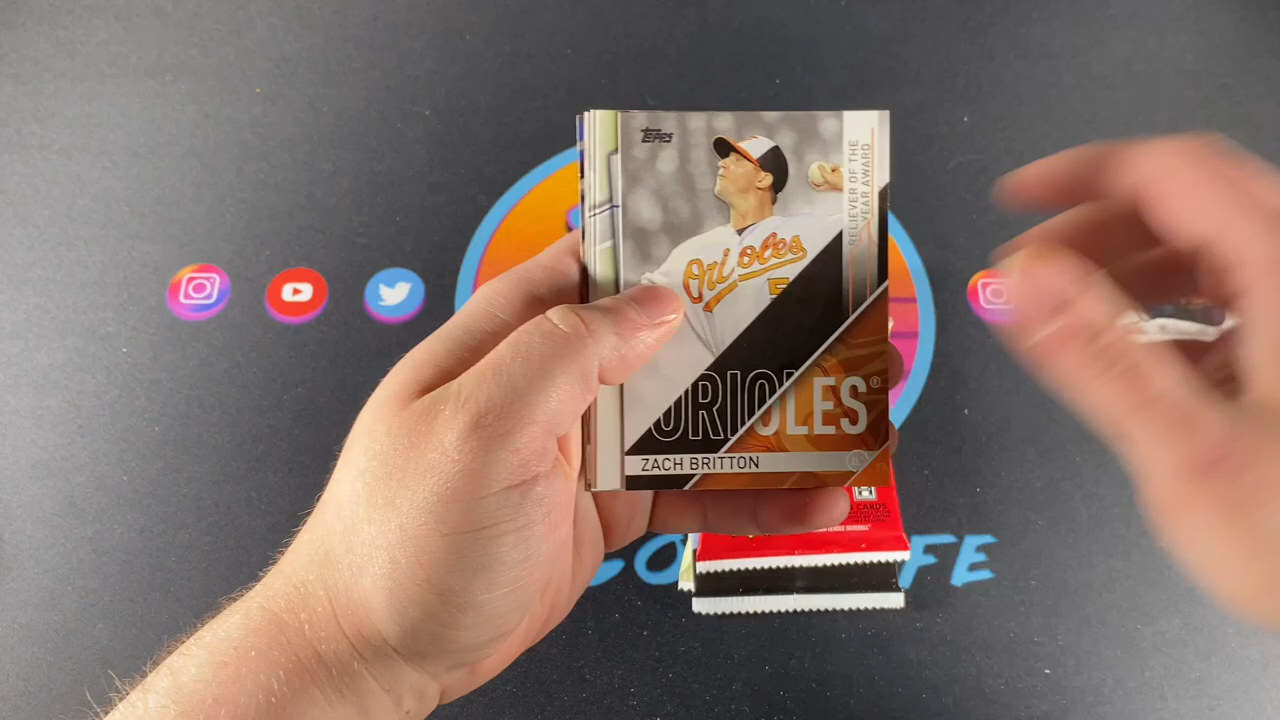 TOPPS
RELIEVER OF THE
YEAR AWARD
Orioles
5
ORIOLES®
ZACH BRITTON
CARDS
CO
FE